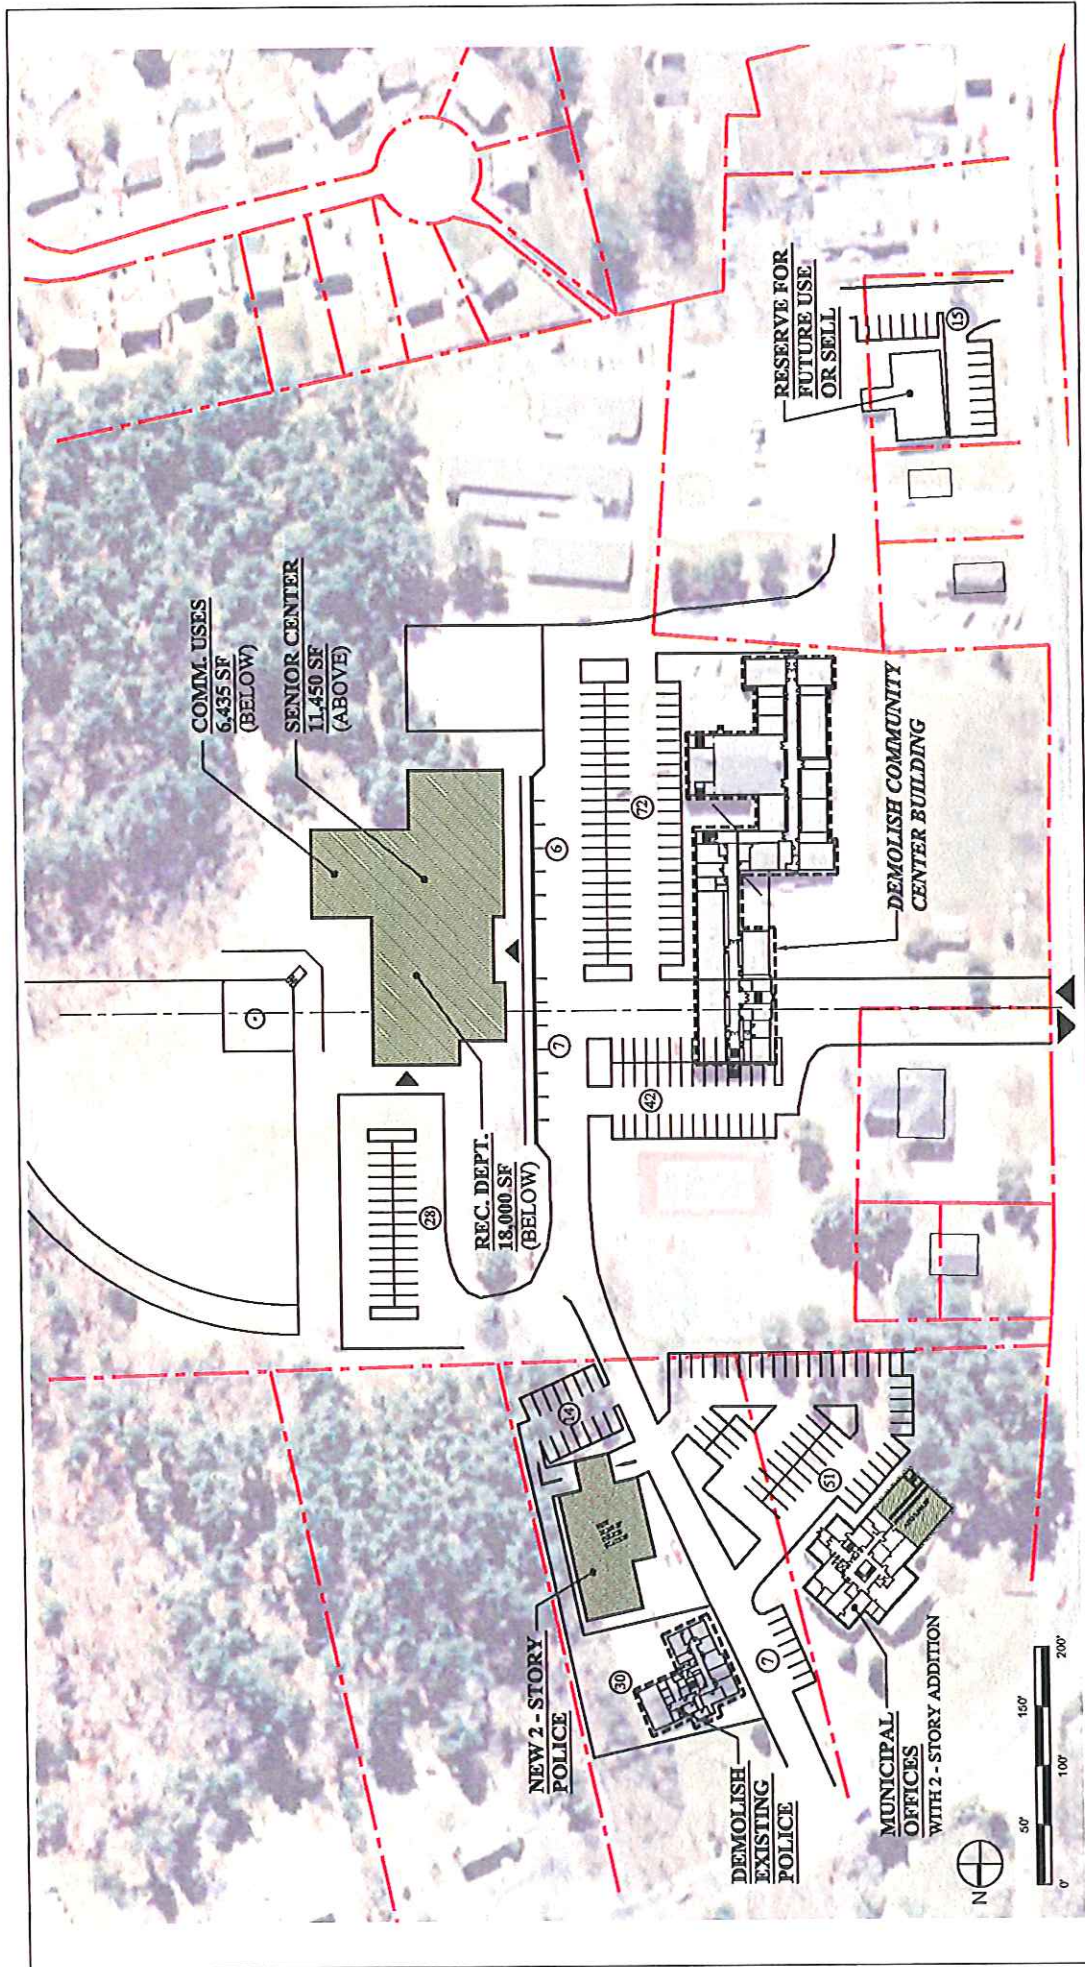 COMM. USES
6,435 SF
(BELOW)
SENIOR CENTER
11,450 SF
(ABOVE)
REC. DEPT.
18,000 SF
(BELOW)
28
7
6
72
42
RESERVE FOR
FUTURE USE
OR SELL
15
DEMOLISH COMMUNITY
CENTER BUILDING
NEW 2 - STORY
POLICE
14
30
DEMOLISH
EXISTING
POLICE
7
51
MUNICIPAL
OFFICES
WITH 2 - STORY ADDITION
N
0'
50'
100'
150'
200'